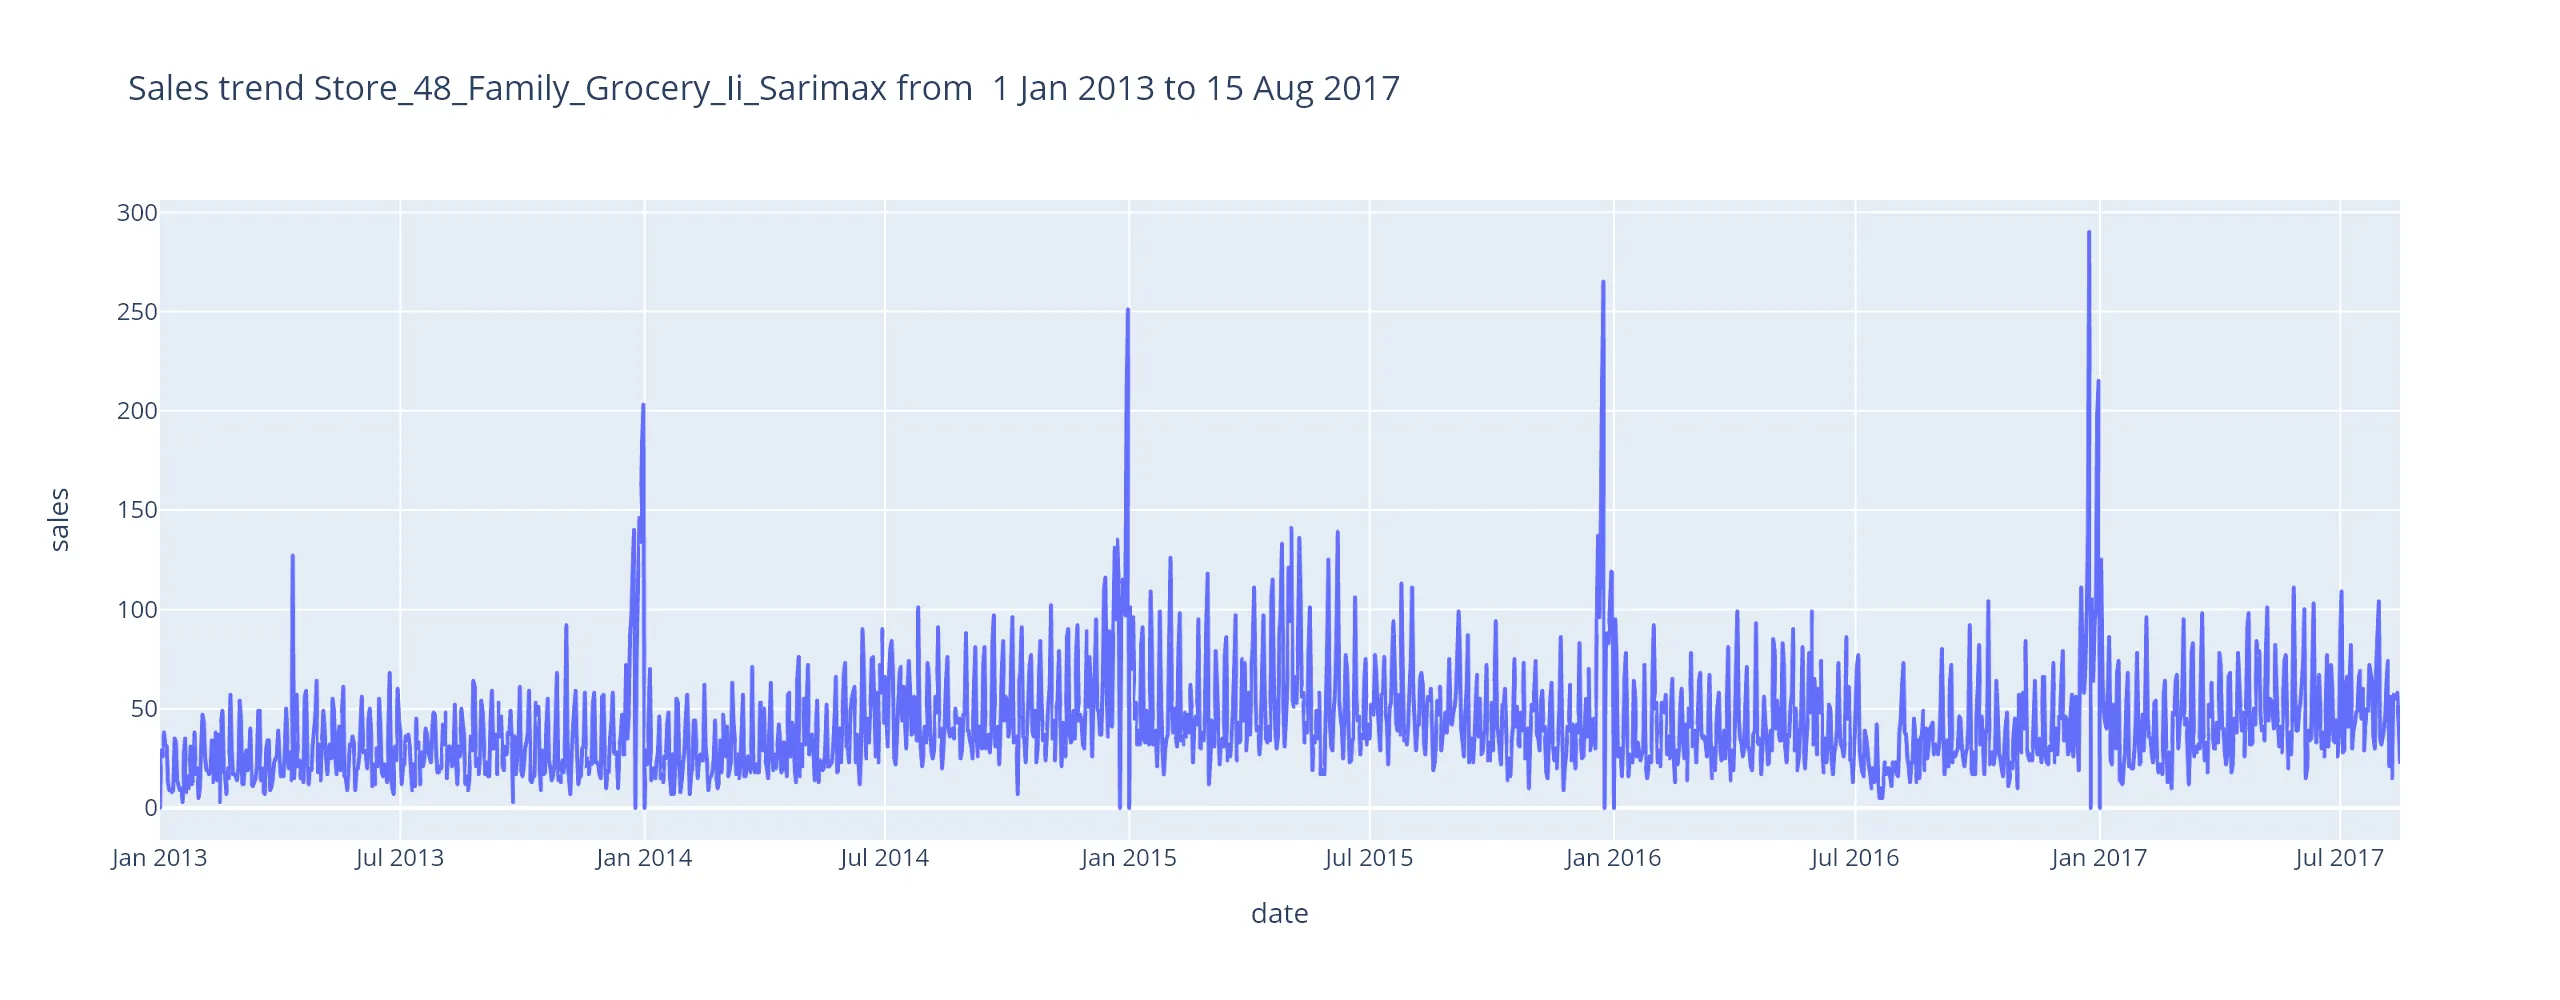 Sales trend Store_48_Family_Grocery_Ii_Sarimax from  1 Jan 2013 to 15 Aug 2017
300
250
200
150
100
50
0
sales
Jan 2013
Jul 2013
Jan 2014
Jul 2014
Jan 2015
Jul 2015
Jan 2016
Jul 2016
Jan 2017
Jul 2017
date